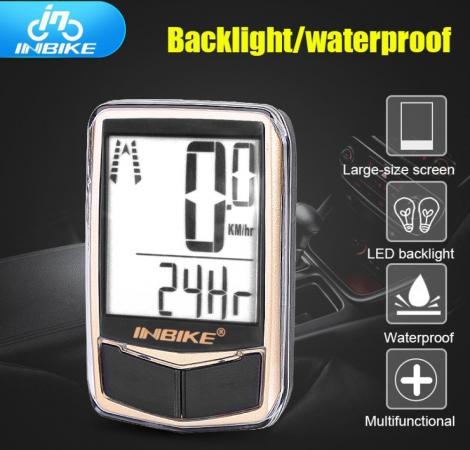 INBIKE
Backlight/waterproof
Large-size screen
0.0
KM/hr
LED backlight
24Hr
Waterproof
INBIKE®
Multifunctional